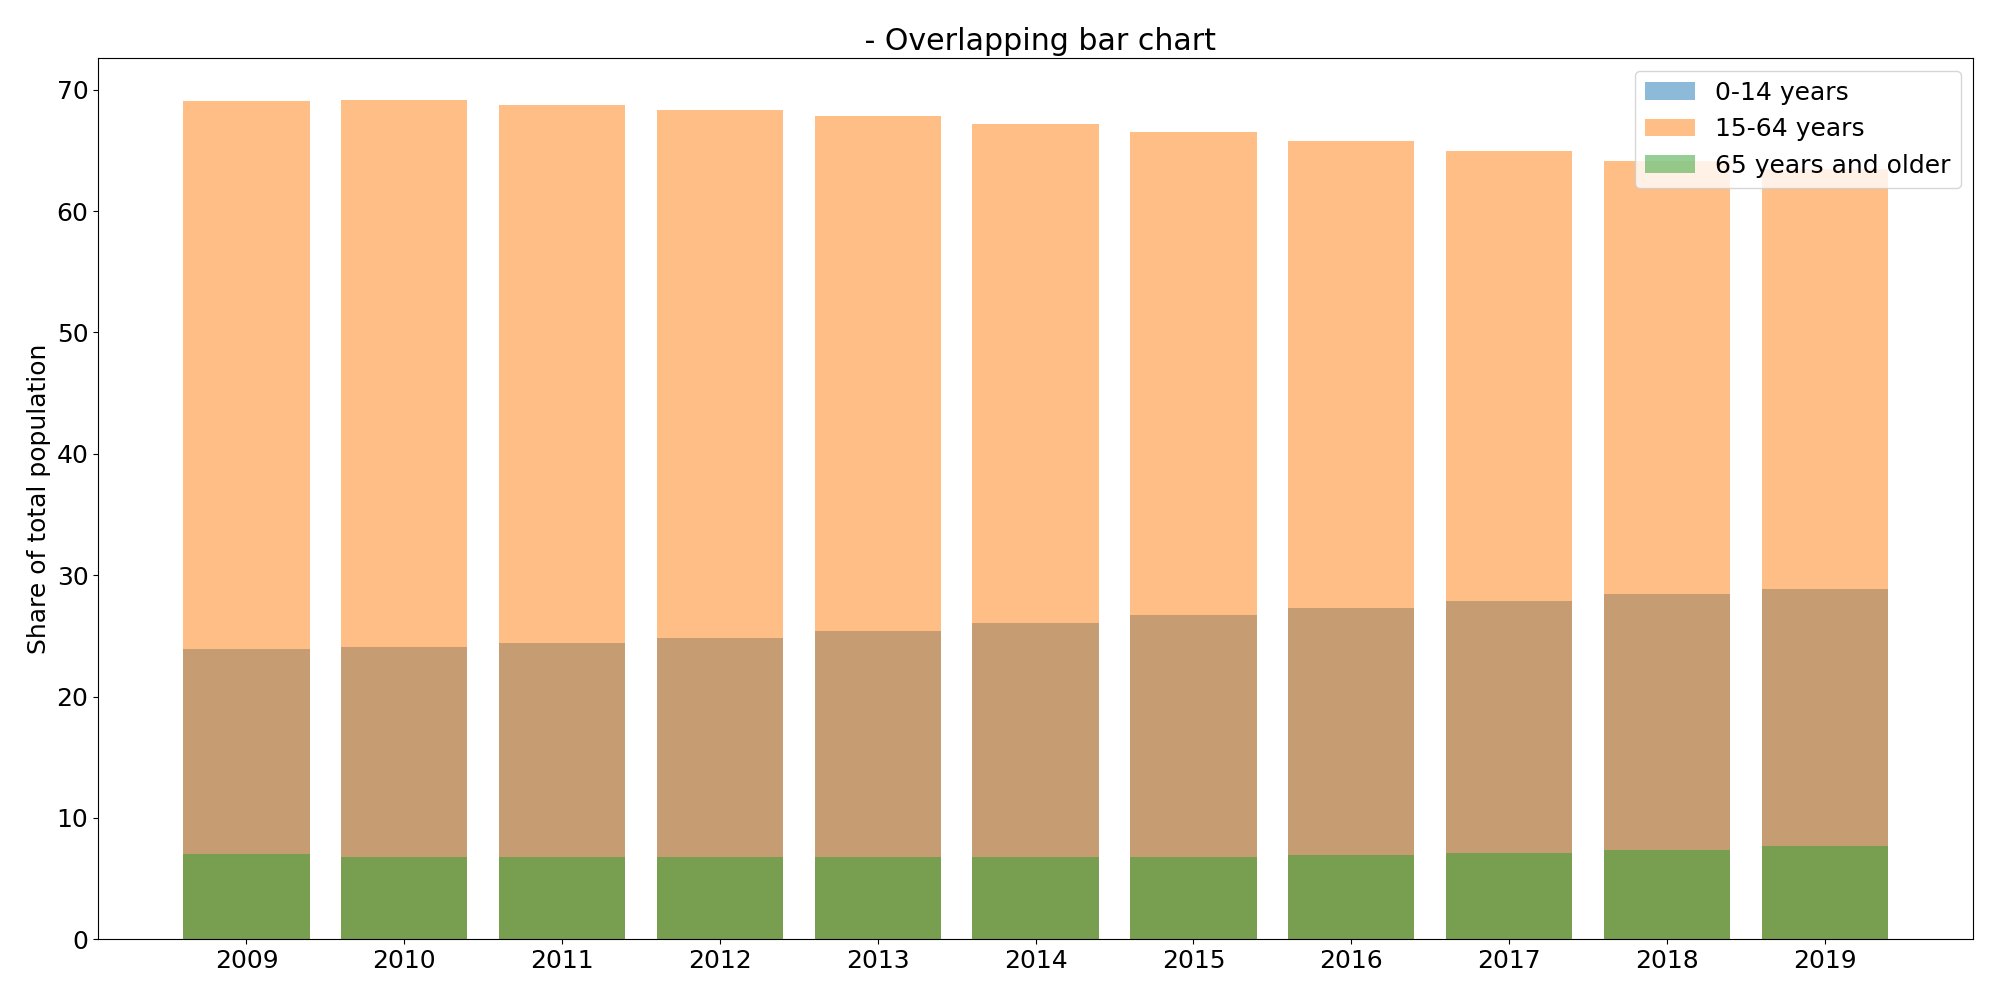 - Overlapping bar chart
Share of total population
70
60
50
40
30
20
10
0
0-14 years
15-64 years
65 years and older
2009 2010 2011 2012 2013 2014 2015 2016 2017 2018 2019